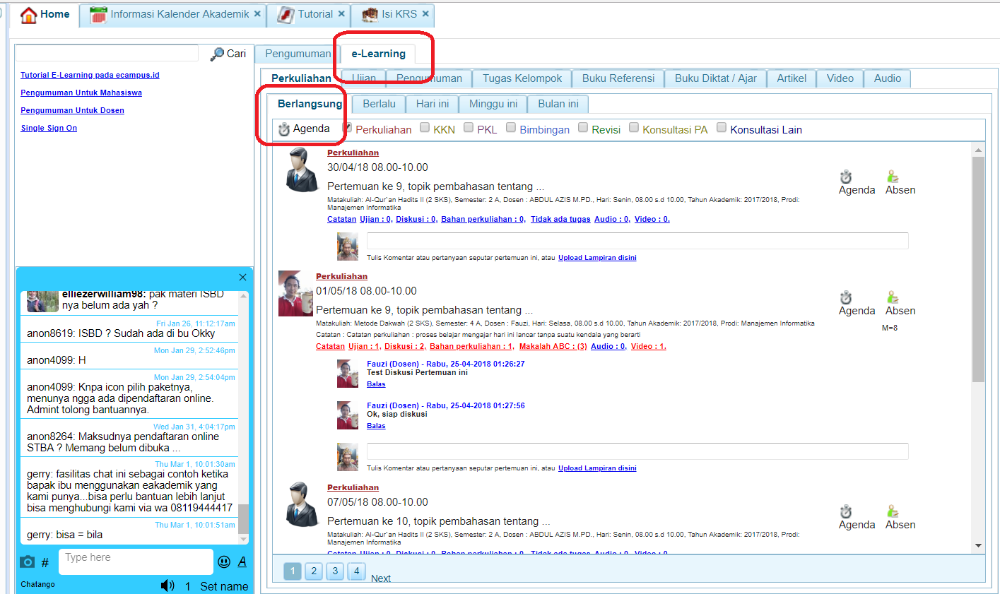 Home
Informasi Kalender Akademik
Tutorial
Isi KRS
Cari
Tutorial E-Learning pada ecampus.id
Pengumuman Untuk Mahasiswa
Pengumuman Untuk Dosen
Single Sign On
elliezerwilliam98: pak materi ISBD
nya belum ada yah ?
Fri Jan 26, 11:12:17am
anon8619: ISBD ? Sudah ada di bu Okky
Mon Jan 29, 2:52:46pm
anon4099: H
Mon Jan 29, 2:54:04pm
anon4099: Knpa icon pilih paketnya,
menunya ngga ada dipendaftaran online.
Admint tolong bantuannya.
Wed Jan 31, 4:04:17pm
anon8264: Maksudnya pendaftaran online
STBA ? Memang belum dibuka ...
Thu Mar 1, 10:01:30am
gerry: fasilitas chat ini sebagai contoh ketika
bapak ibu menggunakan eakademik yang
kami punya...bisa perlu bantuan lebih lanjut
bisa menghubungi kami via wa 08119444417
Thu Mar 1, 10:01:51am
gerry: bisa = bila
#
Type here
A
Chatango
1 Set name
Pengumuman
e-Learning
Perkuliahan
Ujian
Pengumuman
Tugas Kelompok
Buku Referensi
Buku Diktat / Ajar
Artikel
Video
Audio
Berlangsung
Berlalu
Hari ini
Minggu ini
Bulan ini
Agenda
Perkuliahan
KKN
PKL
Bimbingan
Revisi
Konsultasi PA
Konsultasi Lain
Perkuliahan
30/04/18 08.00-10.00
Pertemuan ke 9, topik pembahasan tentang ...
Matakuliah: Al-Qur`an Hadits II (2 SKS), Semester: 2 A, Dosen : ABDUL AZIS M.PD., Hari: Senin, 08.00 s.d 10.00, Tahun Akademik: 2017/2018, Prodi:
Manajemen Informatika
Catatan Ujian : 0, Diskusi : 0, Bahan perkuliahan : 0, Tidak ada tugas Audio : 0, Video : 0.
Agenda
Absen
Tulis Komentar atau pertanyaan seputar pertemuan ini, atau Upload Lampiran disini
Perkuliahan
01/05/18 08.00-10.00
Pertemuan ke 9, topik pembahasan tentang ...
Matakuliah: Metode Dakwah (2 SKS), Semester: 4 A, Dosen : Fauzi, Hari: Selasa, 08.00 s.d 10.00, Tahun Akademik: 2017/2018, Prodi: Manajemen Informatika
Catatan : Catatan perkuliahan : proses belajar mengajar hari ini lancar tanpa suatu kendala yang berarti
Catatan Ujian : 1, Diskusi : 2, Bahan perkuliahan : 1, Makalah ABC : (3) Audio : 0, Video : 1.
Agenda
Absen
M=8
Fauzi (Dosen) - Rabu, 25-04-2018 01:26:27
Test Diskusi Pertemuan ini
Balas
Fauzi (Dosen) - Rabu, 25-04-2018 01:27:56
Ok, siap diskusi
Balas
Tulis Komentar atau pertanyaan seputar pertemuan ini, atau Upload Lampiran disini
Perkuliahan
07/05/18 08.00-10.00
Pertemuan ke 10, topik pembahasan tentang ...
Matakuliah: Al-Qur`an Hadits II (2 SKS), Semester: 2 A, Dosen : ABDUL AZIS M.PD., Hari: Senin, 08.00 s.d 10.00, Tahun Akademik: 2017/2018, Prodi:
Manajemen Informatika
Catatan Ujian : 0, Diskusi : 0, Bahan perkuliahan : 0, Tidak ada tugas Audio : 0, Video : 0.
Agenda
Absen
1 2 3 4 Next